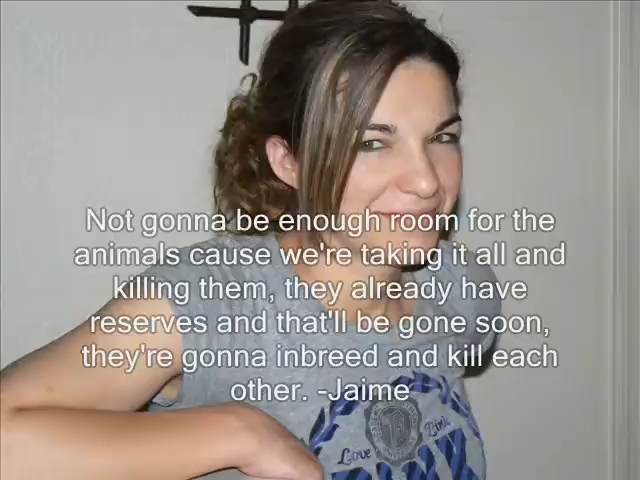 Not gonna be enough room for the
animals cause we're taking it all and
killing them, they already have
reserves and that'll be gone soon,
they're gonna inbreed and kill each
other. -Jaime
Love Pink